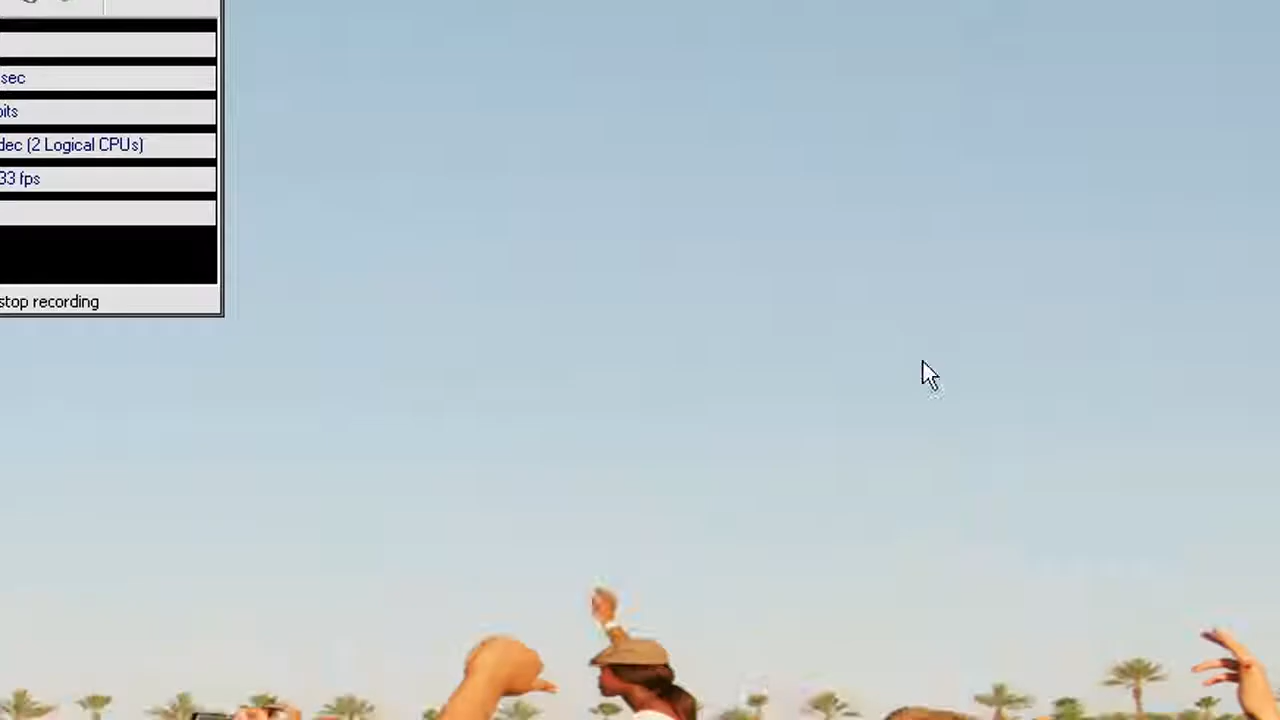 sec
bits
dec (2 Logical CPUs)
33 fps
stop recording